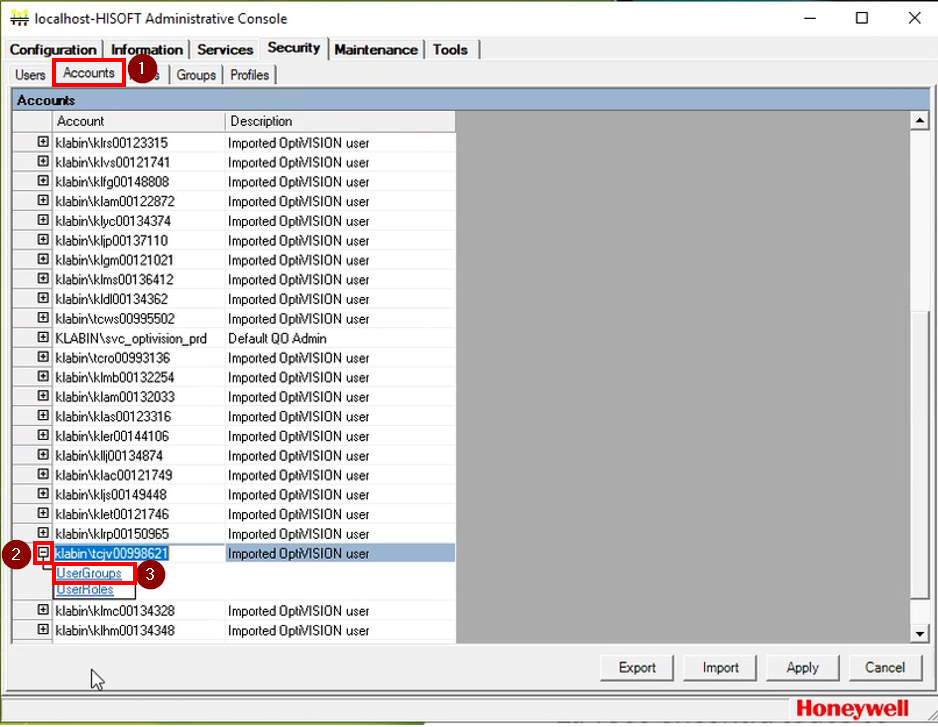 localhost-HISOFT Administrative Console
Configuration Information Services Security Maintenance Tools
Users Accounts 1 Groups Profiles
Accounts
Account Description
klabin\klrs00123315 Imported OptiVISION user
klabin\klvs00121741 Imported OptiVISION user
klabin\klfg00148808 Imported OptiVISION user
klabin\klam00122872 Imported OptiVISION user
klabin\klyc00134374 Imported OptiVISION user
klabin\kljp00137110 Imported OptiVISION user
klabin\klgm00121021 Imported OptiVISION user
klabin\klms00136412 Imported OptiVISION user
klabin\kldl00134362 Imported OptiVISION user
klabin\tcws00995502 Imported OptiVISION user
KLABIN\svc_optivision_prd Default QO Admin
klabin\tcro00993136 Imported OptiVISION user
klabin\klmb00132254 Imported OptiVISION user
klabin\klam00132033 Imported OptiVISION user
klabin\klas00123316 Imported OptiVISION user
klabin\kler00144106 Imported OptiVISION user
klabin\kllj00134874 Imported OptiVISION user
klabin\klac00121749 Imported OptiVISION user
klabin\kljs00149448 Imported OptiVISION user
klabin\klet00121746 Imported OptiVISION user
klabin\klrp00150965 Imported OptiVISION user
2 klabin\tcjv00998621 Imported OptiVISION user
UserGroups 3
UserRoles
klabin\klmc00134328 Imported OptiVISION user
klabin\klhm00134348 Imported OptiVISION user
Export Import Apply Cancel
Honeywell